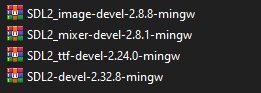 SDL2_image-devel-2.8.8-mingw
SDL2_mixer-devel-2.8.1-mingw
SDL2_ttf-devel-2.24.0-mingw
SDL2-devel-2.32.8-mingw